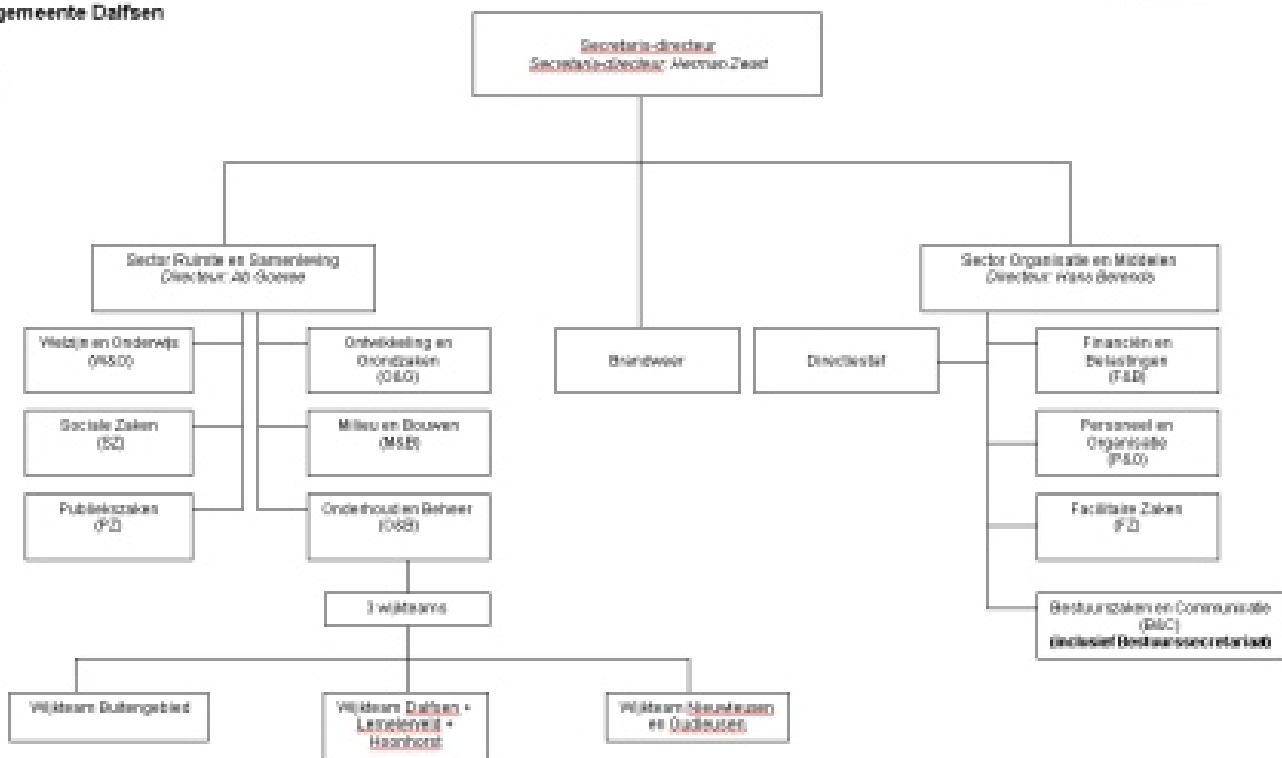 gemeente Dalfsen
Secretaris-directeur
Secretaris-directeur: Herman Zwart
Sector Ruimte en Samenleving
Directeur: Ab Goeree
Sector Organisatie en Middelen
Directeur: Hans Berends
Welzijn en Onderwijs
(W&O)
Ontwikkeling en
Grondzaken
(O&G)
Brandweer
Directiestaf
Financiën en
Belastingen
(F&B)
Sociale Zaken
(SZ)
Milieu en Bouwen
(M&B)
Personeel en
Organisatie
(P&O)
Publiekszaken
(PZ)
Onderhoud en Beheer
(O&B)
Facilitaire Zaken
(FZ)
3 wijkteams
Bestuurszaken en Communicatie
(B&C)
(inclusief Bestuurssecretariaat)
Wijkteam Buitengebied
Wijkteam Dalfsen +
Lemelerveld +
Hoonhorst
Wijkteam Nieuwleusen
en Oudleusen